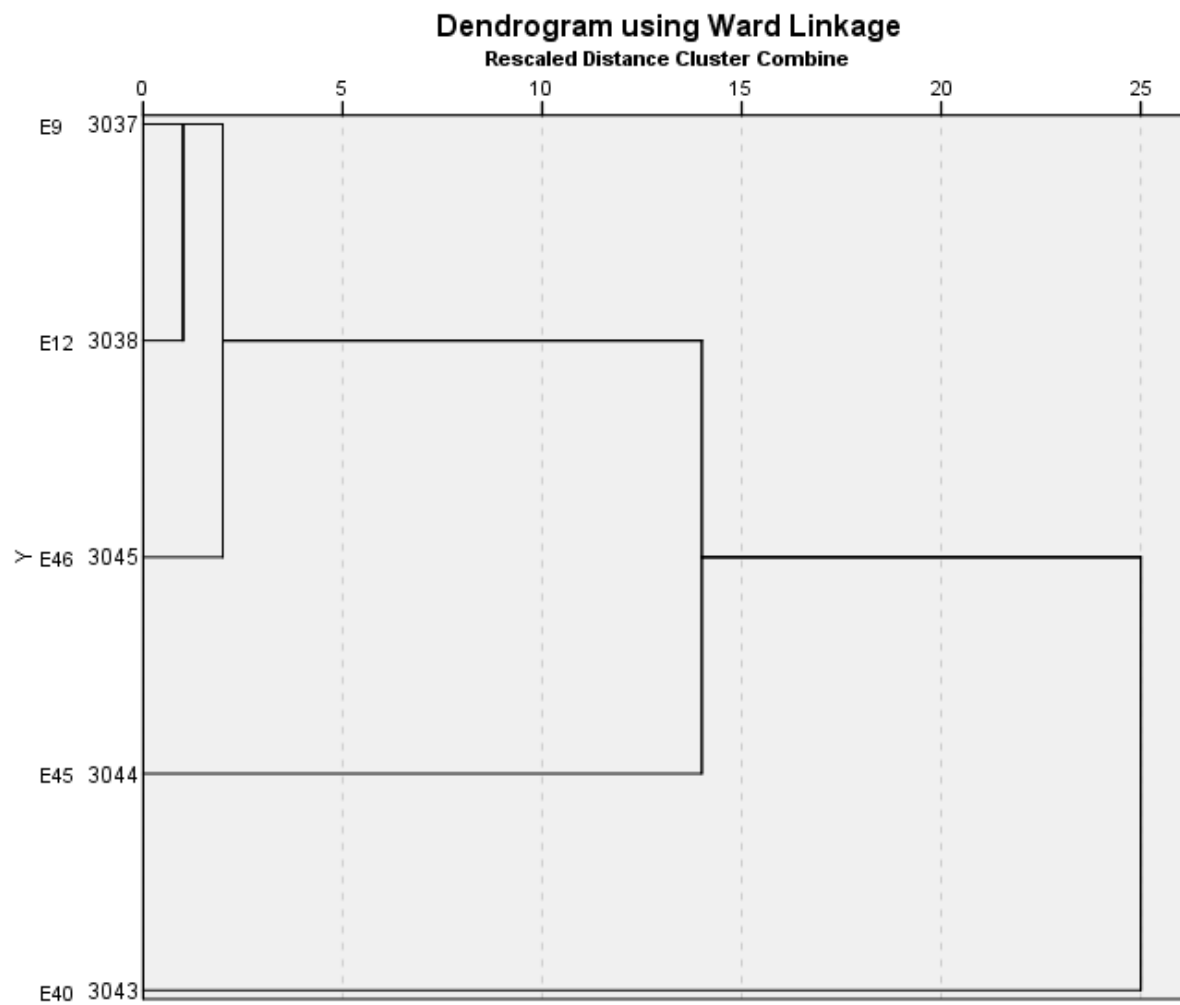 Dendrogram using Ward Linkage
Rescaled Distance Cluster Combine
0 5 10 15 20 25
E9 3037
E12 3038
Y E46 3045
E45 3044
E40 3043